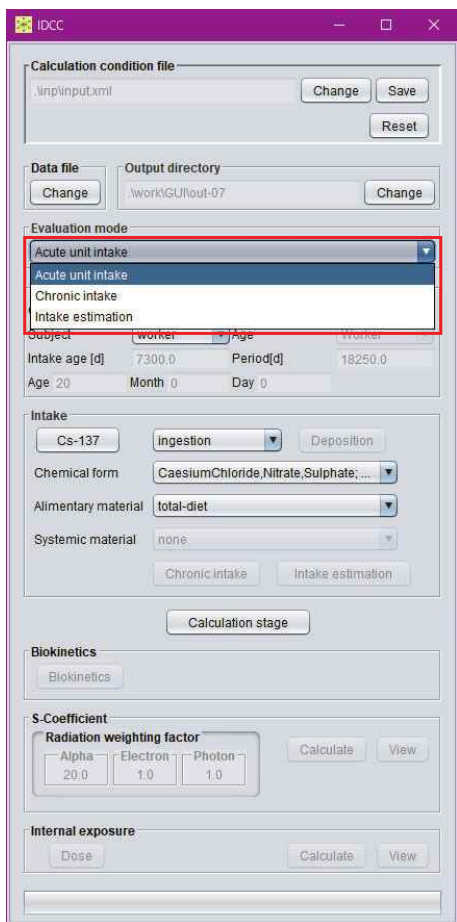 IDCC
Calculation condition file
.\inp\input.xml
Change
Save
Reset
Data file
Output directory
Change
.\work\GUI\out-07
Change
Evaluation mode
Acute unit intake
Acute unit intake
Chronic intake
Intake estimation
Subject
worker
Age
Worker
Intake age [d]
7300.0
Period[d]
18250.0
Age 20
Month 0
Day 0
Intake
Cs-137
ingestion
Deposition
Chemical form
CaesiumChloride,Nitrate,Sulphate; ...
Alimentary material
total-diet
Systemic material
none
Chronic intake
Intake estimation
Calculation stage
Biokinetics
Biokinetics
S-Coefficient
Radiation weighting factor
Alpha
Electron
Photon
20.0
1.0
1.0
Calculate
View
Internal exposure
Dose
Calculate
View